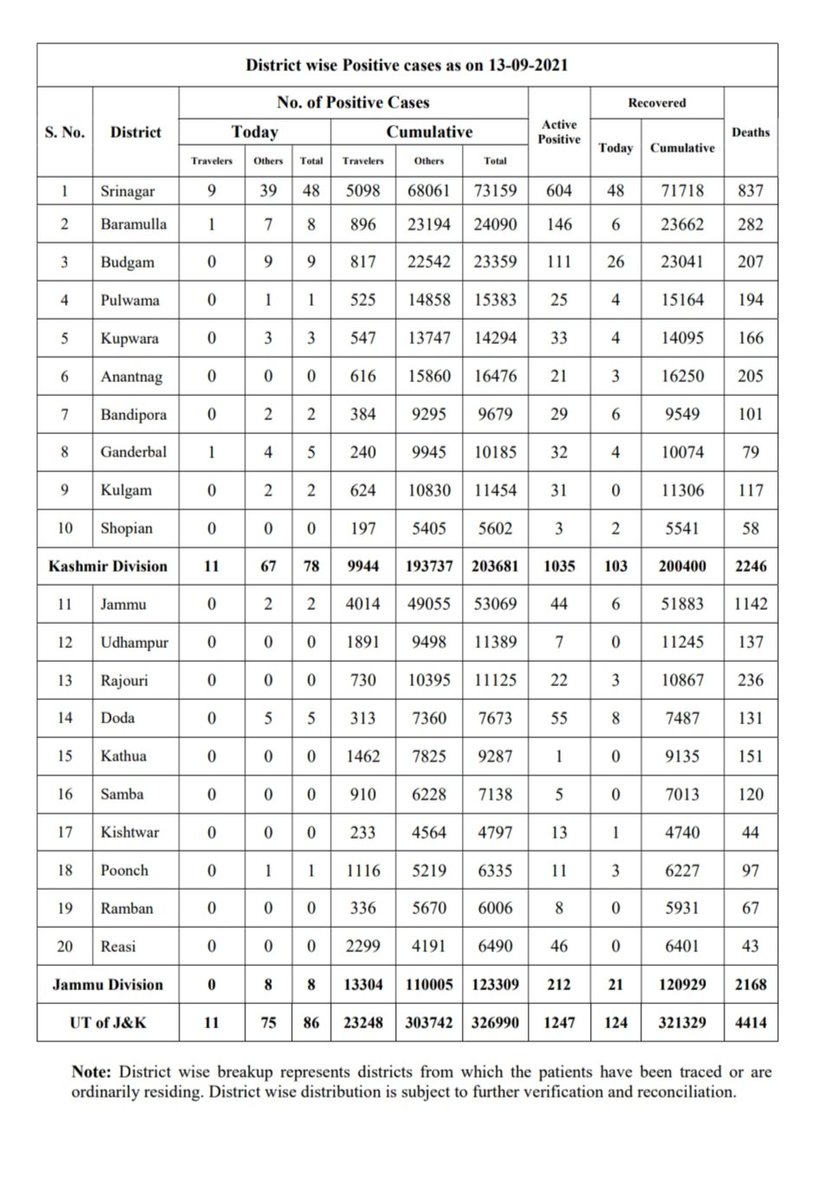 District wise Positive cases as on 13-09-2021
S. No. District No. of Positive Cases Active Positive Recovered Deaths
Today Cumulative Today Cumulative
Travelers Others Total Travelers Others Total
1 Srinagar 9 39 48 5098 68061 73159 604 48 71718 837
2 Baramulla 1 7 8 896 23194 24090 146 6 23662 282
3 Budgam 0 9 9 817 22542 23359 111 26 23041 207
4 Pulwama 0 1 1 525 14858 15383 25 4 15164 194
5 Kupwara 0 3 3 547 13747 14294 33 4 14095 166
6 Anantnag 0 0 0 616 15860 16476 21 3 16250 205
7 Bandipora 0 2 2 384 9295 9679 29 6 9549 101
8 Ganderbal 1 4 5 240 9945 10185 32 4 10074 79
9 Kulgam 0 2 2 624 10830 11454 31 0 11306 117
10 Shopian 0 0 0 197 5405 5602 3 2 5541 58
Kashmir Division 11 67 78 9944 193737 203681 1035 103 200400 2246
11 Jammu 0 2 2 4014 49055 53069 44 6 51883 1142
12 Udhampur 0 0 0 1891 9498 11389 7 0 11245 137
13 Rajouri 0 0 0 730 10395 11125 22 3 10867 236
14 Doda 0 5 5 313 7360 7673 55 8 7487 131
15 Kathua 0 0 0 1462 7825 9287 1 0 9135 151
16 Samba 0 0 0 910 6228 7138 5 0 7013 120
17 Kishtwar 0 0 0 233 4564 4797 13 1 4740 44
18 Poonch 0 1 1 1116 5219 6335 11 3 6227 97
19 Ramban 0 0 0 336 5670 6006 8 0 5931 67
20 Reasi 0 0 0 2299 4191 6490 46 0 6401 43
Jammu Division 0 8 8 13304 110005 123309 212 21 120929 2168
UT of J&K 11 75 86 23248 303742 326990 1247 124 321329 4414
Note: District wise breakup represents districts from which the patients have been traced or are
ordinarily residing. District wise distribution is subject to further verification and reconciliation.